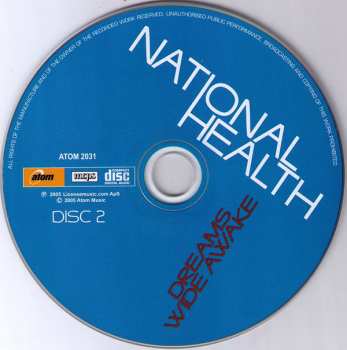 ALL RIGHTS OF THE MANUFACTURE AND OF THE OWNER OF THE RECORDED WORK RESERVED. UNAUTHORISED PUBLIC PERFORMANCE, BROADCASTING AND COPYING OF THIS WORK PROHIBITED
NATIONAL
HEALTH
DREAMS
WIDE AWAKE
ATOM 2031
atom
mcps
COMPACT
disc
DIGITAL AUDIO
℗ 2005 Licensemusic.com ApS
© 2005 Atom Music
DISC 2